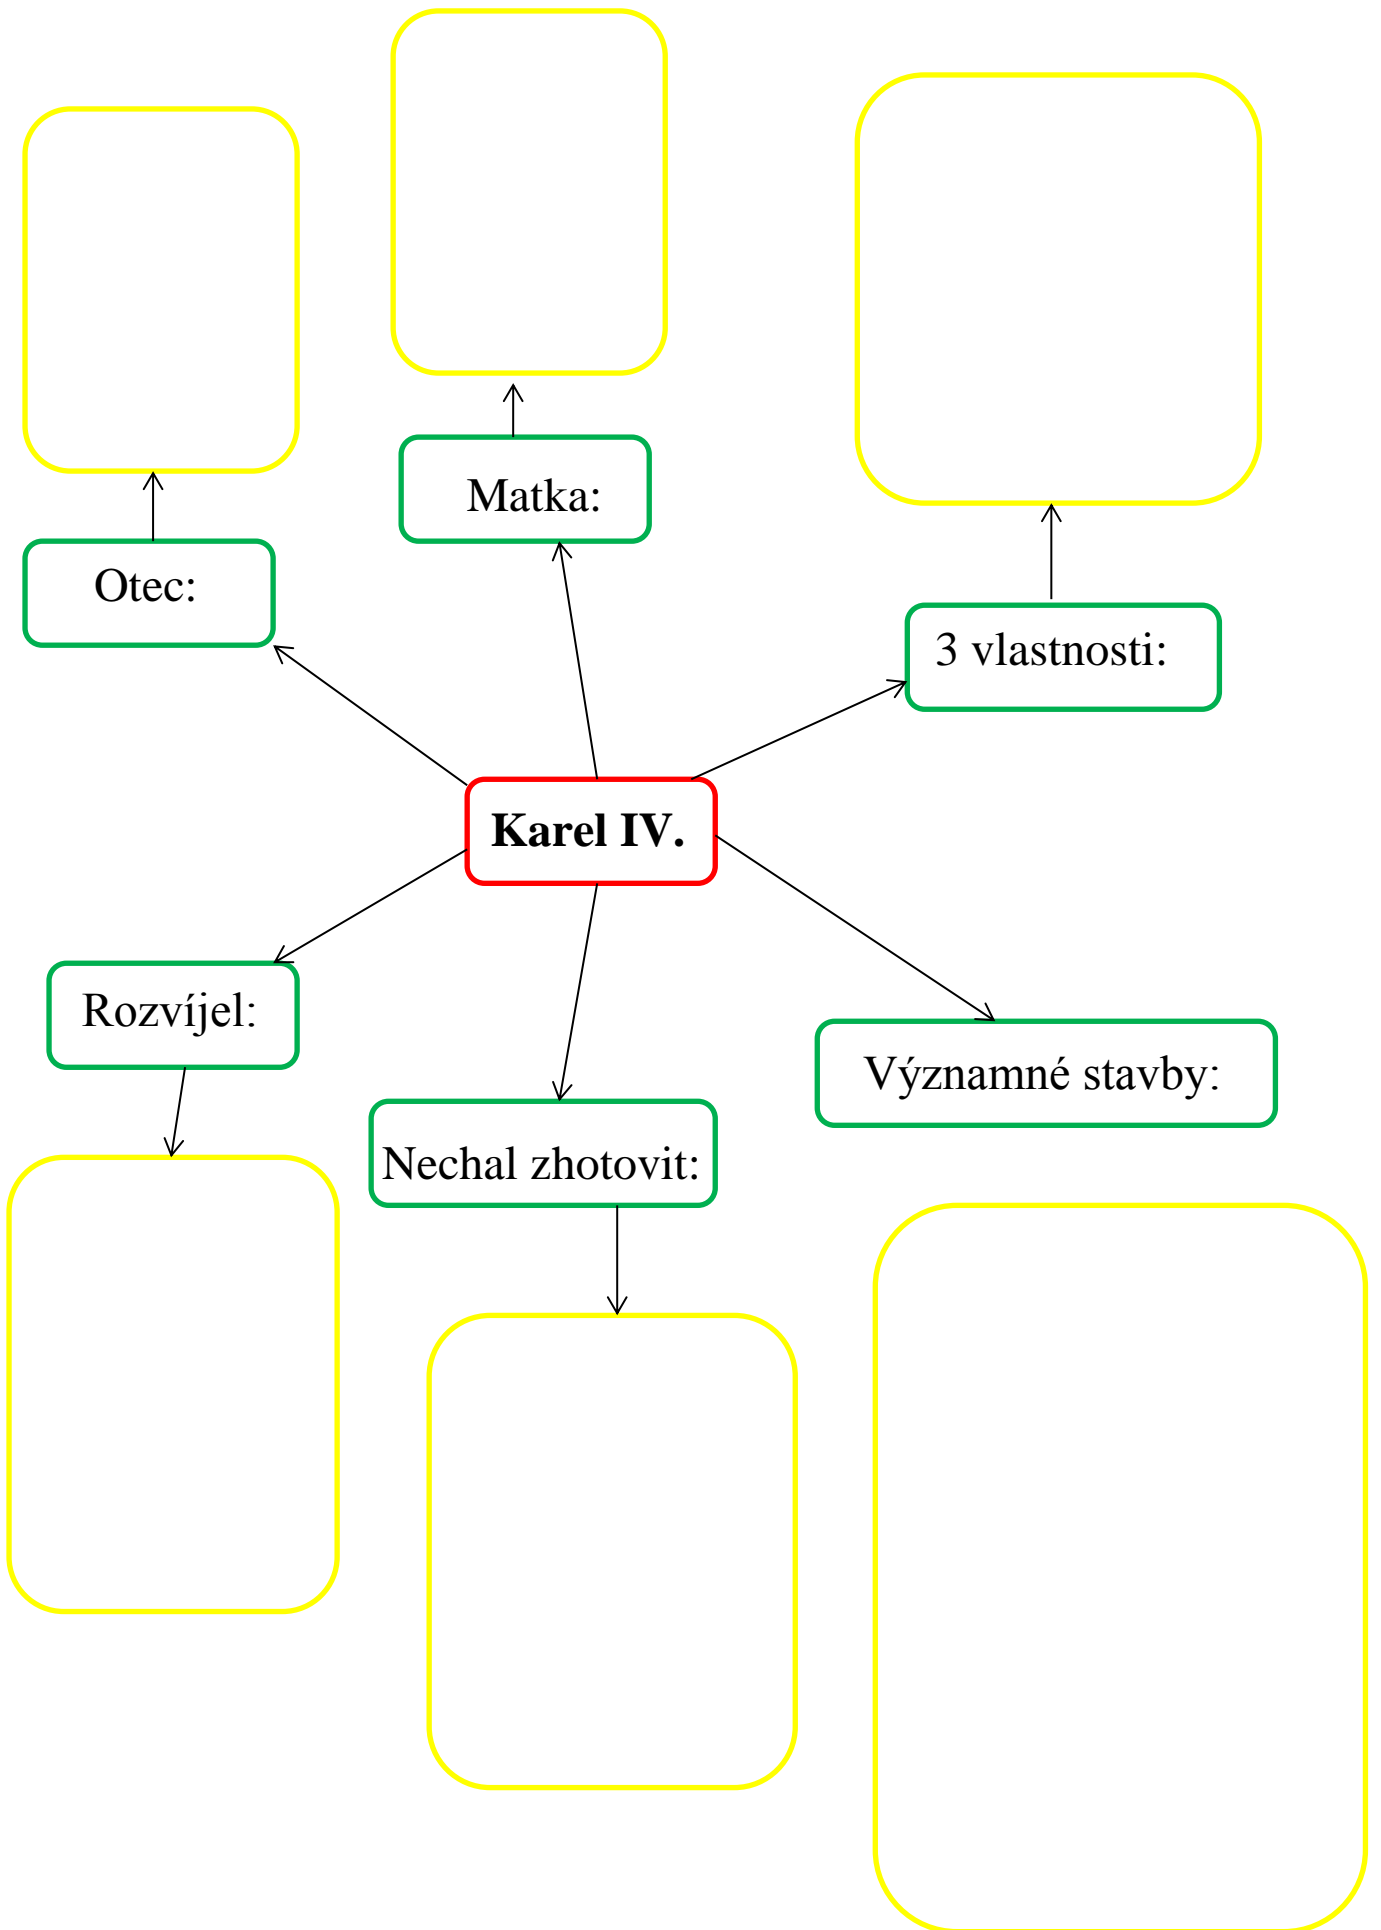 Matka:
Otec:
3 vlastnosti:
Karel IV.
Rozvíjel:
Významné stavby:
Nechal zhotovit: